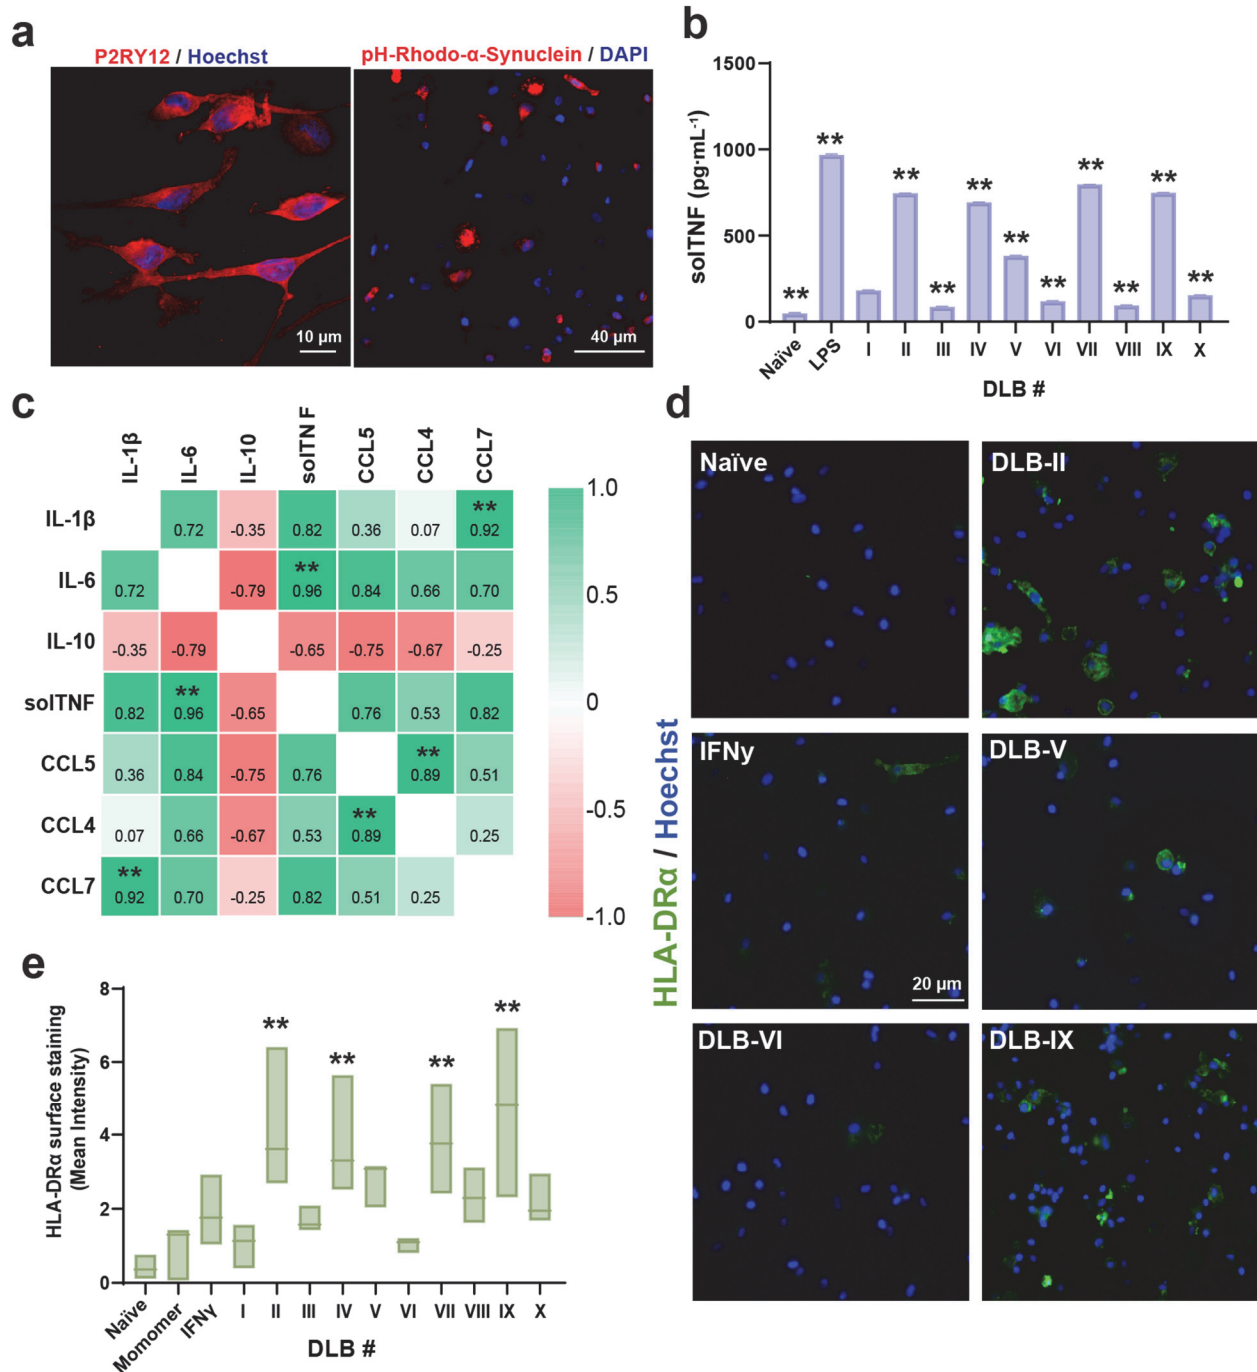 a
P2RY12 / Hoechst
pH-Rhodo-α-Synuclein / DAPI
10 µm
40 µm
b
solTNF (pg·mL⁻¹)
1500
1000
500
0
** ** ** ** ** ** ** ** ** ** **
Naïve LPS I II III IV V VI VII VIII IX X
DLB #
c
IL-1β IL-6 IL-10 solTN F CCL5 CCL4 CCL7
IL-1β 0.72 -0.35 0.82 0.36 0.07 ** 0.92
IL-6 0.72 -0.79 ** 0.96 0.84 0.66 0.70
IL-10 -0.35 -0.79 -0.65 -0.75 -0.67 -0.25
solTNF 0.82 ** 0.96 -0.65 0.76 0.53 0.82
CCL5 0.36 0.84 -0.75 0.76 ** 0.89 0.51
CCL4 0.07 0.66 -0.67 0.53 ** 0.89 0.25
CCL7 ** 0.92 0.70 -0.25 0.82 0.51 0.25
1.0
0.5
0
-0.5
-1.0
d
HLA-DRα / Hoechst
Naïve
DLB-II
IFNy
20 µm
DLB-V
DLB-VI
DLB-IX
e
HLA-DRα surface staining
(Mean Intensity)
8
6
4
2
0
** ** ** **
Naïve Momomer IFNγ I II III IV V VI VII VIII IX X
DLB #